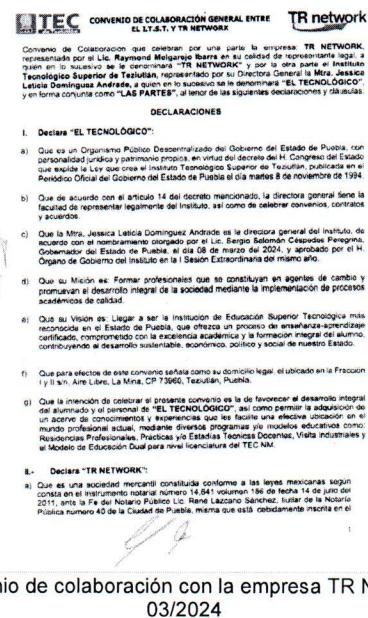 TEC
CONVENIO DE COLABORACIÓN GENERAL ENTRE
EL I.T.S.T. Y TR NETWORK
TR network
Convenio de Colaboracion que celebran por una parte la empresa: TR NETWORK,
representado por el Lic. Raymond Melgarejo Ibarra en su calidad de representante legal, a
quién en lo sucesivo se le denominará "TR NETWORK" y por la otra parte el Instituto
Tecnológico Superior de Teziutlán, representado por su Directora General la Mtra. Jessica
Leticia Domínguez Andrade, a quien en lo sucesivo se le denominará "EL TECNOLÓGICO",
y en forma conjunta como "LAS PARTES", al tenor de las siguientes declaraciones y cláusulas.
DECLARACIONES
I. Declara "EL TECNOLÓGICO":
a) Que es un Organismo Público Descentralizado del Gobierno del Estado de Puebla, con
personalidad jurídica y patrimonio propios, en virtud del decreto del H. Congreso del Estado
que expide la Ley que crea el Instituto Tecnológico Superior de Teziutlán, publicada en el
Periódico Oficial del Gobierno del Estado de Puebla el día martes 8 de noviembre de 1994.
b) Que de acuerdo con el artículo 14 del decreto mencionado, la directora general tiene la
facultad de representar legalmente del Instituto, así como de celebrar convenios, contratos
y acuerdos.
c) Que la Mtra. Jessica Leticia Domínguez Andrade es la directora general del Instituto, de
acuerdo con el nombramiento otorgado por el Lic. Sergio Salomón Céspedes Peregrina,
Gobernador del Estado de Puebla, el día 08 de marzo del 2024, y aprobado por el H.
Órgano de Gobierno del Instituto en la I Sesión Extraordinaria del mismo año.
d) Que su Misión es: Formar profesionales que se constituyan en agentes de cambio y
promuevan el desarrollo integral de la sociedad mediante la implementación de procesos
académicos de calidad.
e) Que su Visión es: Llegar a ser la Institución de Educación Superior Tecnológica más
reconocida en el Estado de Puebla, que ofrezca un proceso de enseñanza-aprendizaje
certificado, comprometido con la excelencia académica y la formación integral del alumno,
contribuyendo al desarrollo sustentable, económico, político y social de nuestro Estado.
f) Que para efectos de este convenio señala como su domicilio legal, el ubicado en la Fracción
I y II s/n, Aire Libre, La Mina, CP 73960, Teziutlán, Puebla.
g) Que la intención de celebrar el presente convenio es la de favorecer el desarrollo integral
del alumnado y el personal de "EL TECNOLÓGICO", así como permitir la adquisición de
un acervo de conocimientos y experiencias que les facilite una efectiva ubicación en el
mundo profesional actual, mediante diversos programas y/o modelos educativos como:
Residencias Profesionales, Prácticas y/o Estadías Técnicas Docentes, Visita Industriales y
el Modelo de Educación Dual para nivel licenciatura del TEC NM.
II.- Declara "TR NETWORK":
a) Que es una sociedad mercantil constituida conforme a las leyes mexicanas según
consta en el instrumento notarial número 14,641 volumen 186 de fecha 14 de julio del
2011, ante la Fe del Notario Público Lic. René Lazcano Sánchez, titular de la Notaría
Pública número 40 de la Ciudad de Puebla, misma que está debidamente inscrita en el
1
nio de colaboración con la empresa TR N
03/2024